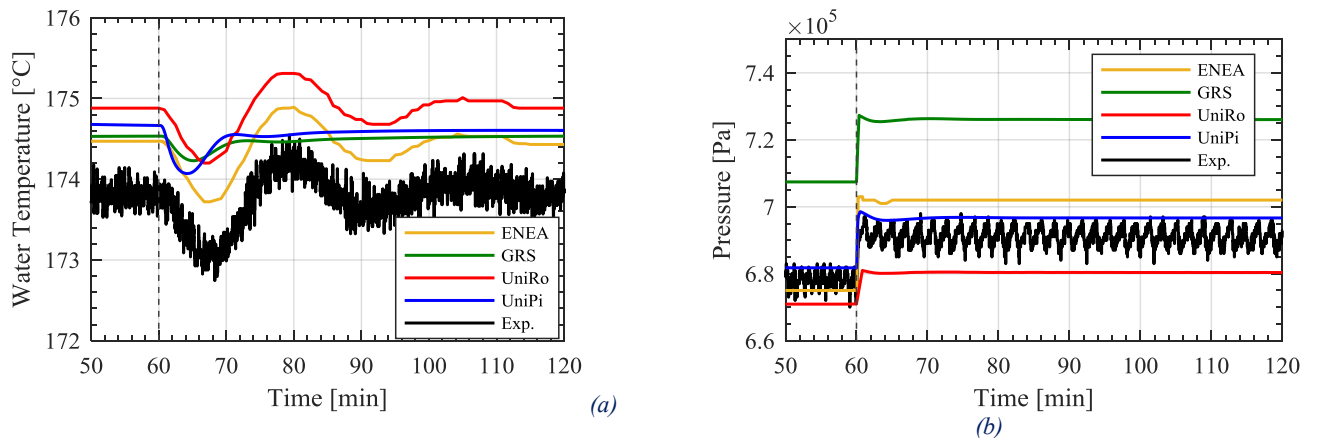 176
175
174
173
172
Water Temperature [°C]
50 60 70 80 90 100 110 120
Time [min]
ENEA
GRS
UniRo
UniPi
Exp.
(a)
×10⁵
7.4
7.2
7
6.8
6.6
Pressure [Pa]
50 60 70 80 90 100 110 120
Time [min]
ENEA
GRS
UniRo
UniPi
Exp.
(b)